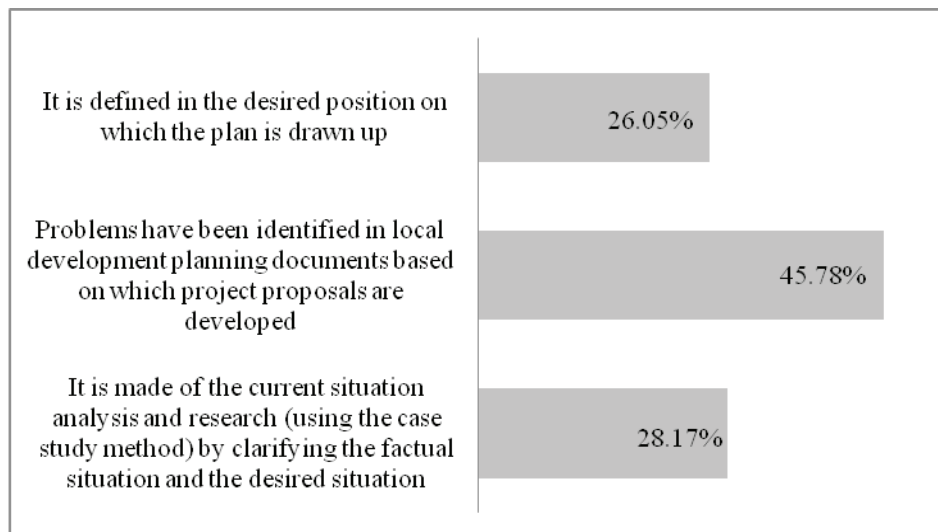 It is defined in the desired position on
which the plan is drawn up
26.05%
Problems have been identified in local
development planning documents based
on which project proposals are
developed
45.78%
It is made of the current situation
analysis and research (using the case
study method) by clarifying the factual
situation and the desired situation
28.17%